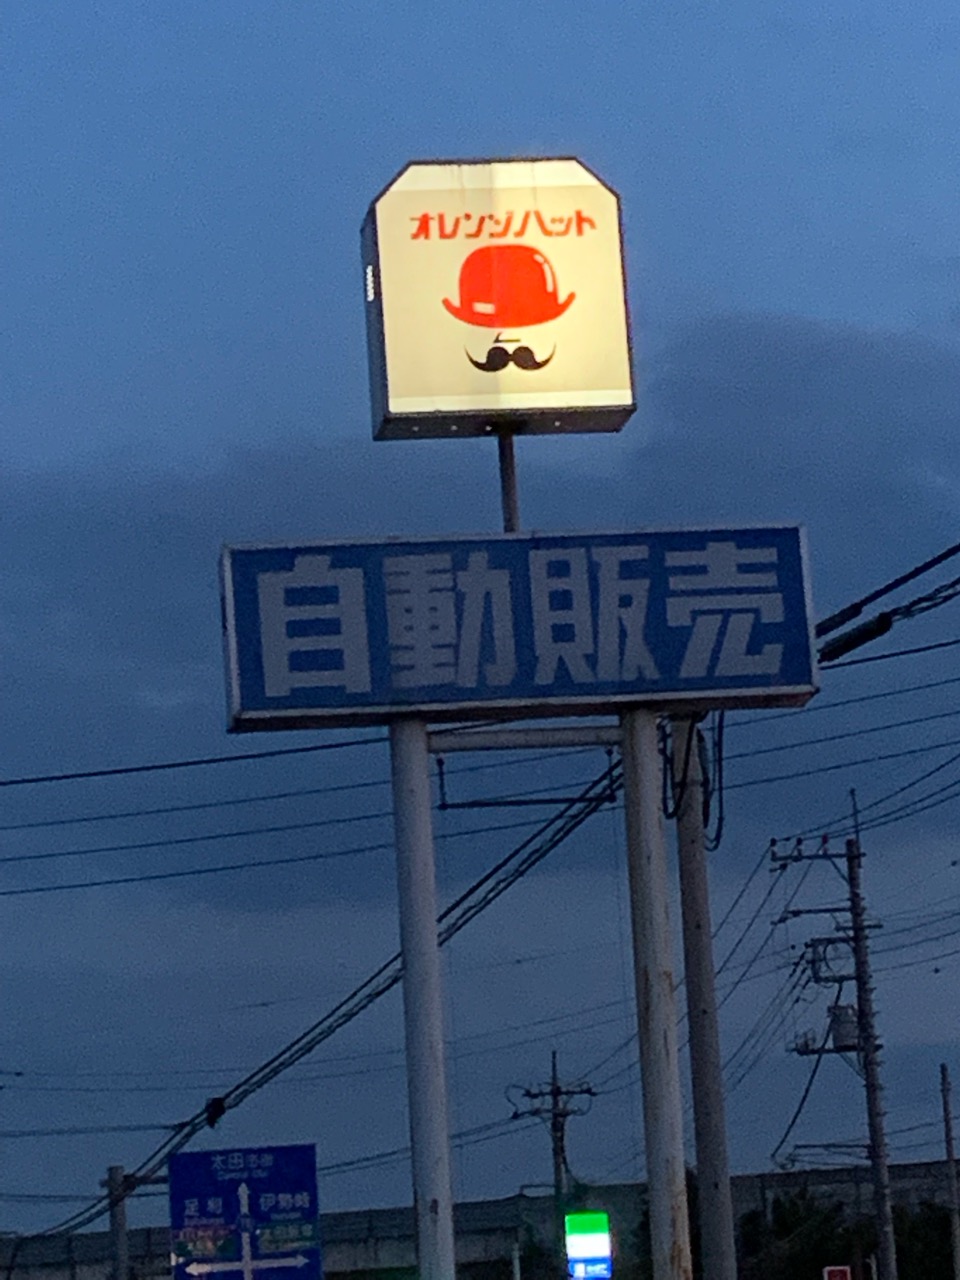 オレンジハット
自動販売
太田市街
足利
伊勢崎